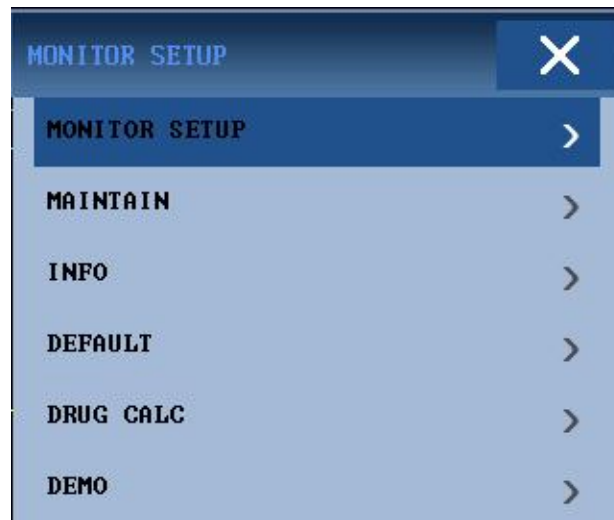 MONITOR SETUP
MONITOR SETUP
MAINTAIN
INFO
DEFAULT
DRUG CALC
DEMO